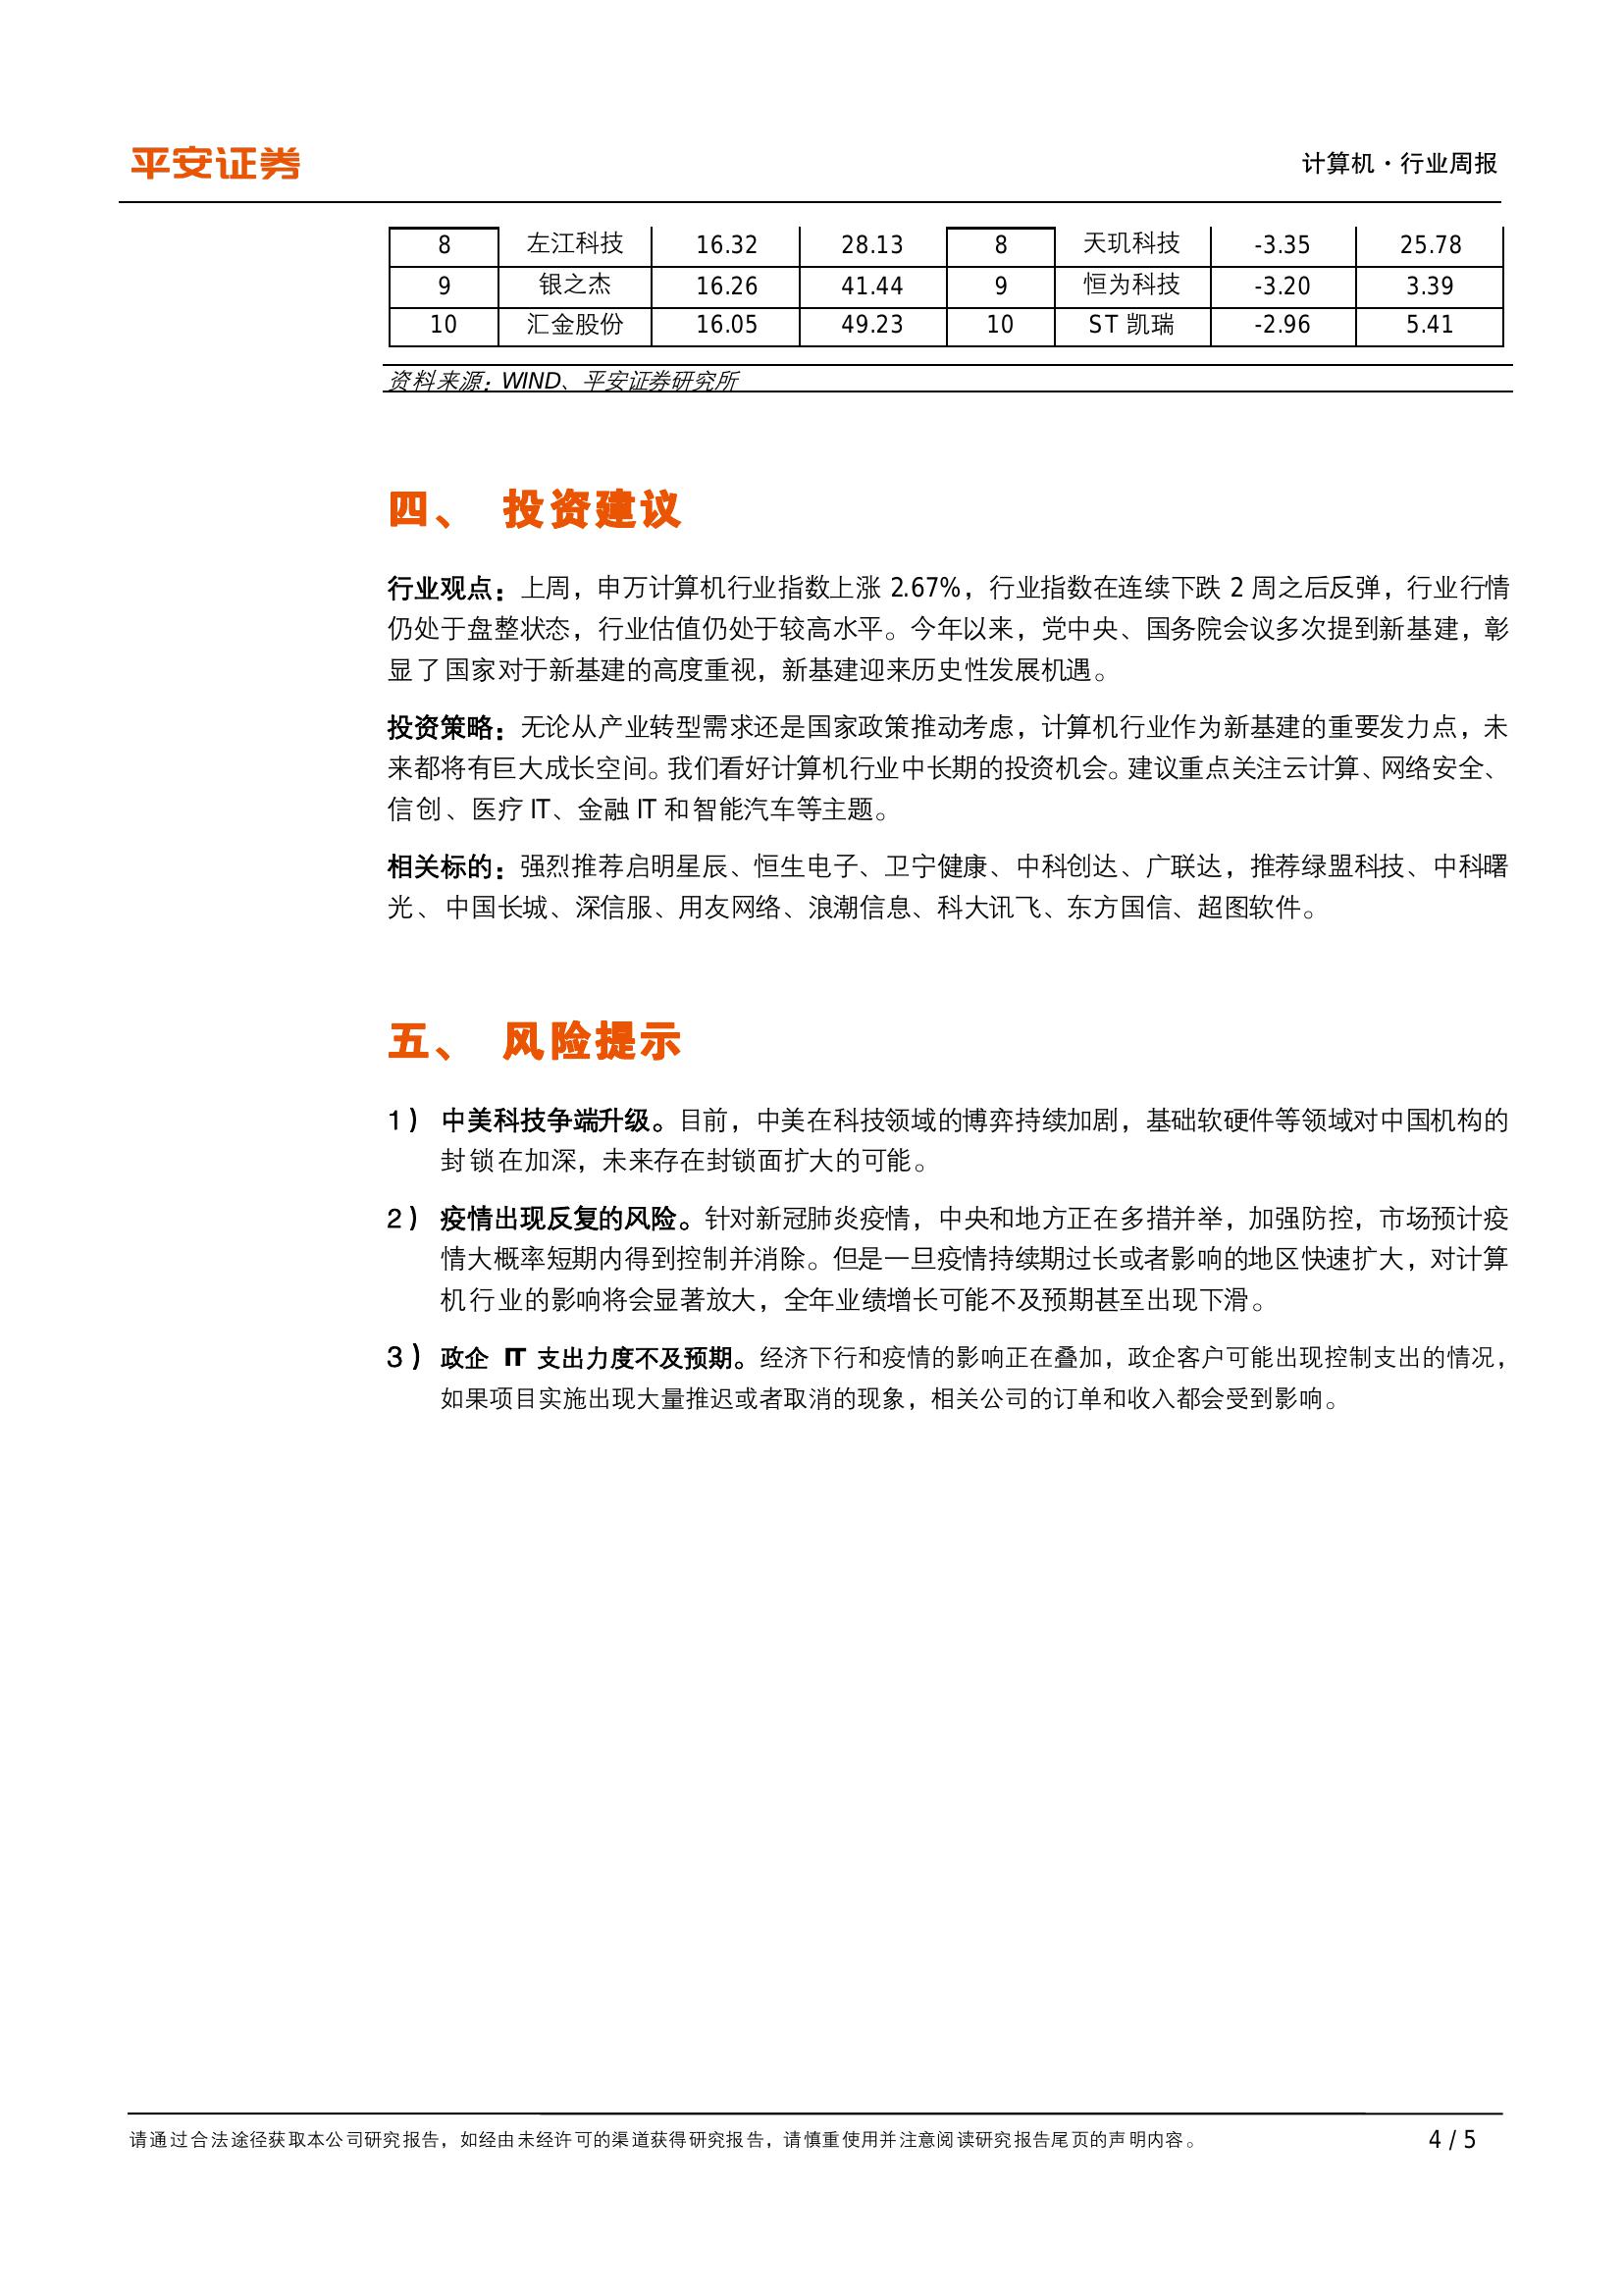 平安证券
计算机·行业周报
8 左江科技 16.32 28.13 8 天玑科技 -3.35 25.78
9 银之杰 16.26 41.44 9 恒为科技 -3.20 3.39
10 汇金股份 16.05 49.23 10 ST 凯瑞 -2.96 5.41
资料来源：WIND、平安证券研究所
四、 投资建议
行业观点：上周，申万计算机行业指数上涨 2.67%，行业指数在连续下跌 2 周之后反弹，行业行情
仍处于盘整状态，行业估值仍处于较高水平。今年以来，党中央、国务院会议多次提到新基建，彰
显了国家对于新基建的高度重视，新基建迎来历史性发展机遇。
投资策略：无论从产业转型需求还是国家政策推动考虑，计算机行业作为新基建的重要发力点，未
来都将有巨大成长空间。我们看好计算机行业中长期的投资机会。建议重点关注云计算、网络安全、
信创、医疗 IT、金融 IT 和智能汽车等主题。
相关标的：强烈推荐启明星辰、恒生电子、卫宁健康、中科创达、广联达，推荐绿盟科技、中科曙
光、中国长城、深信服、用友网络、浪潮信息、科大讯飞、东方国信、超图软件。
五、 风险提示
1） 中美科技争端升级。目前，中美在科技领域的博弈持续加剧，基础软硬件等领域对中国机构的
封锁在加深，未来存在封锁面扩大的可能。
2） 疫情出现反复的风险。针对新冠肺炎疫情，中央和地方正在多措并举，加强防控，市场预计疫
情大概率短期内得到控制并消除。但是一旦疫情持续期过长或者影响的地区快速扩大，对计算
机行业的影响将会显著放大，全年业绩增长可能不及预期甚至出现下滑。
3） 政企 IT 支出力度不及预期。经济下行和疫情的影响正在叠加，政企客户可能出现控制支出的情况，
如果项目实施出现大量推迟或者取消的现象，相关公司的订单和收入都会受到影响。
请通过合法途径获取本公司研究报告，如经由未经许可的渠道获得研究报告，请慎重使用并注意阅读研究报告尾页的声明内容。
4 / 5